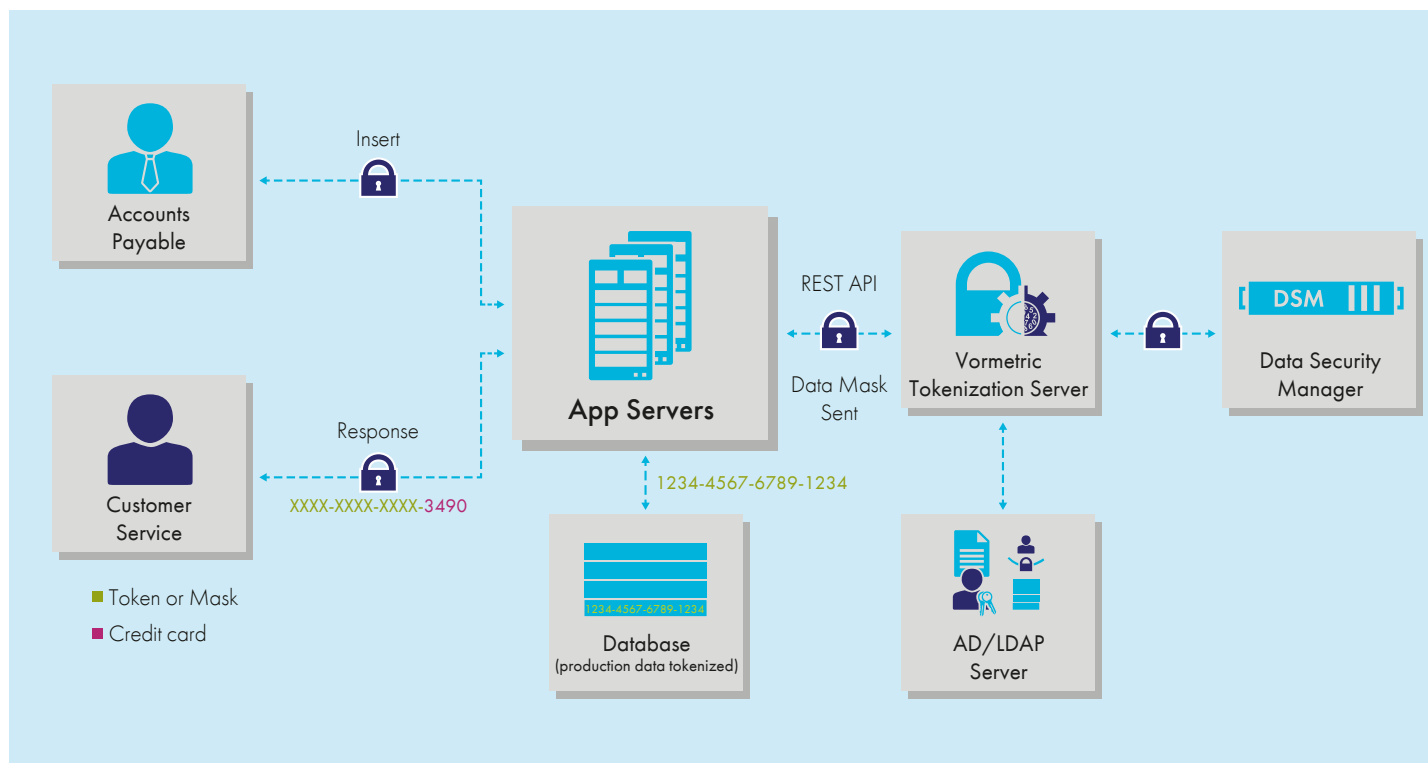 Accounts
Payable
Insert
Customer
Service
Response
XXXX-XXXX-XXXX-3490
Token or Mask
Credit card
App Servers
1234-4567-6789-1234
1234-4567-6789-1234
Database
(production data tokenized)
REST API
Data Mask
Sent
Vormetric
Tokenization Server
AD/LDAP
Server
DSM
Data Security
Manager